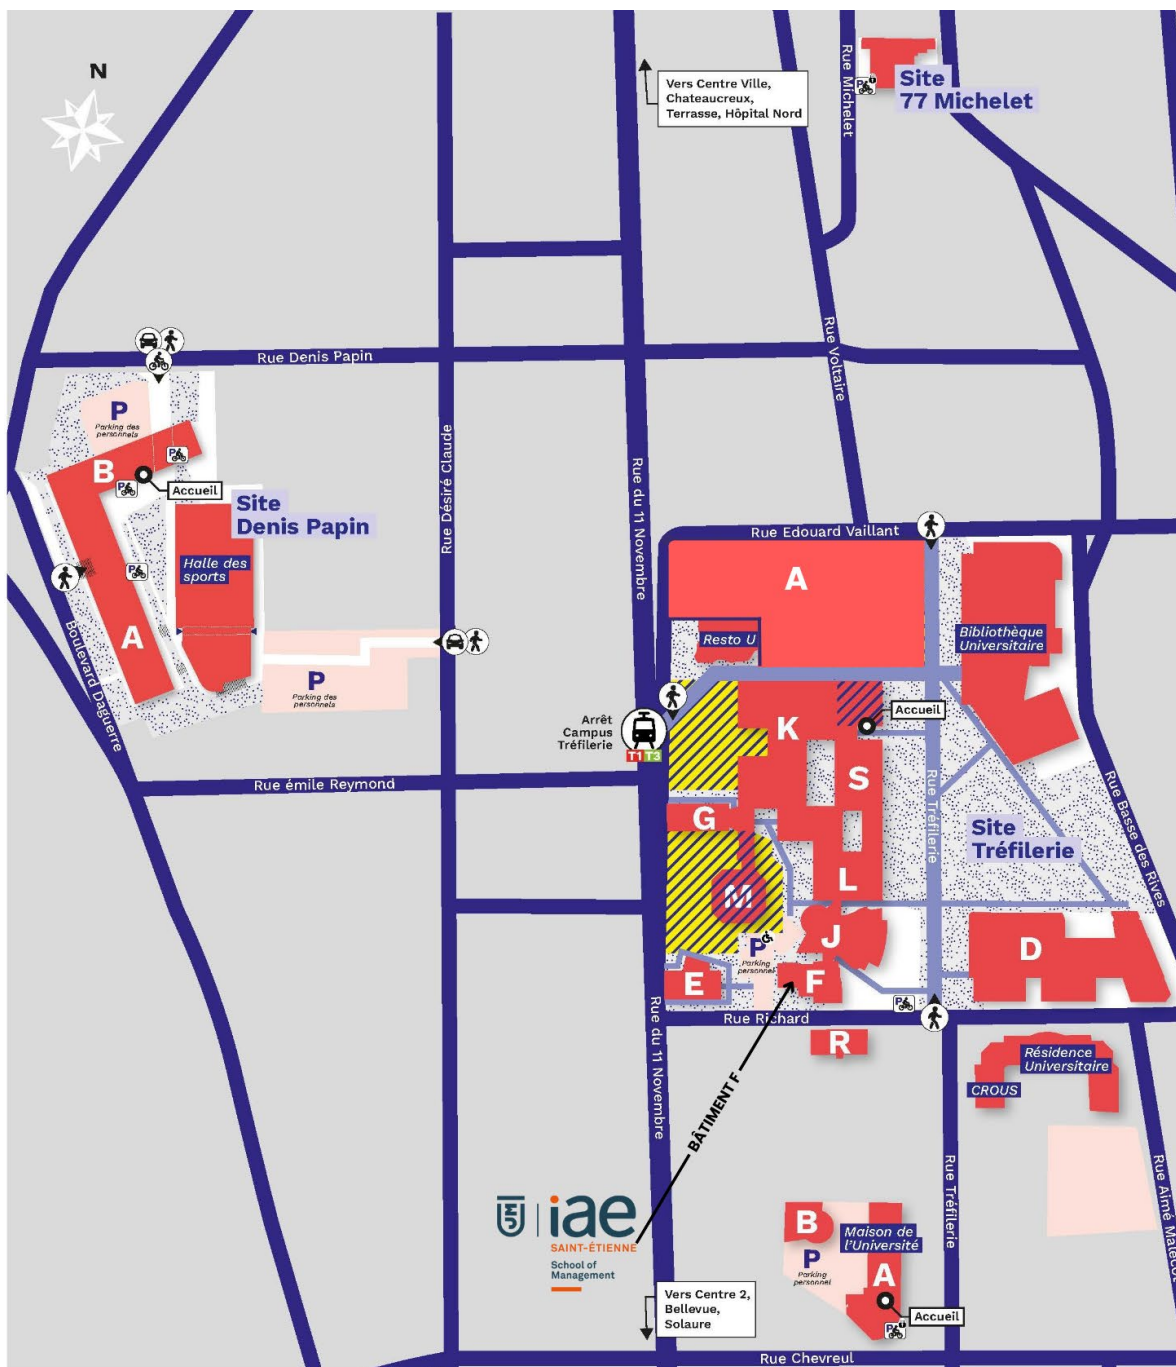 N
Vers Centre Ville,
Chateaucreux,
Terrasse, Hôpital Nord
Rue Michelet
P
Site
77 Michelet
Rue Voltaire
Rue Denis Papin
P
Parking des
personnels
B
P
P
Accueil
Site
Denis Papin
Halle des
sports
P
A
Boulevard Daguerre
P
Parking des
personnels
Rue Désiré Claude
Rue du 11 Novembre
Rue Edouard Vaillant
A
Resto U
Bibliothèque
Universitaire
Arrêt
Campus
Tréfilerie
T1 T3
K
Accueil
S
Rue émile Reymond
G
Rue Tréfilerie
Site
Tréfilerie
Rue Basse des Rives
L
M
J
D
P
Parking
personnel
E
F
P
Rue Richard
R
Résidence
Universitaire
CROUS
Rue du 11 Novembre
BÂTIMENT F
Rue Tréfilerie
iae
SAINT-ÉTIENNE
School of
Management
B
Maison de
l'Université
P
Parking
personnel
A
Accueil
P
Vers Centre 2,
Bellevue,
Solaure
Rue Chevreul